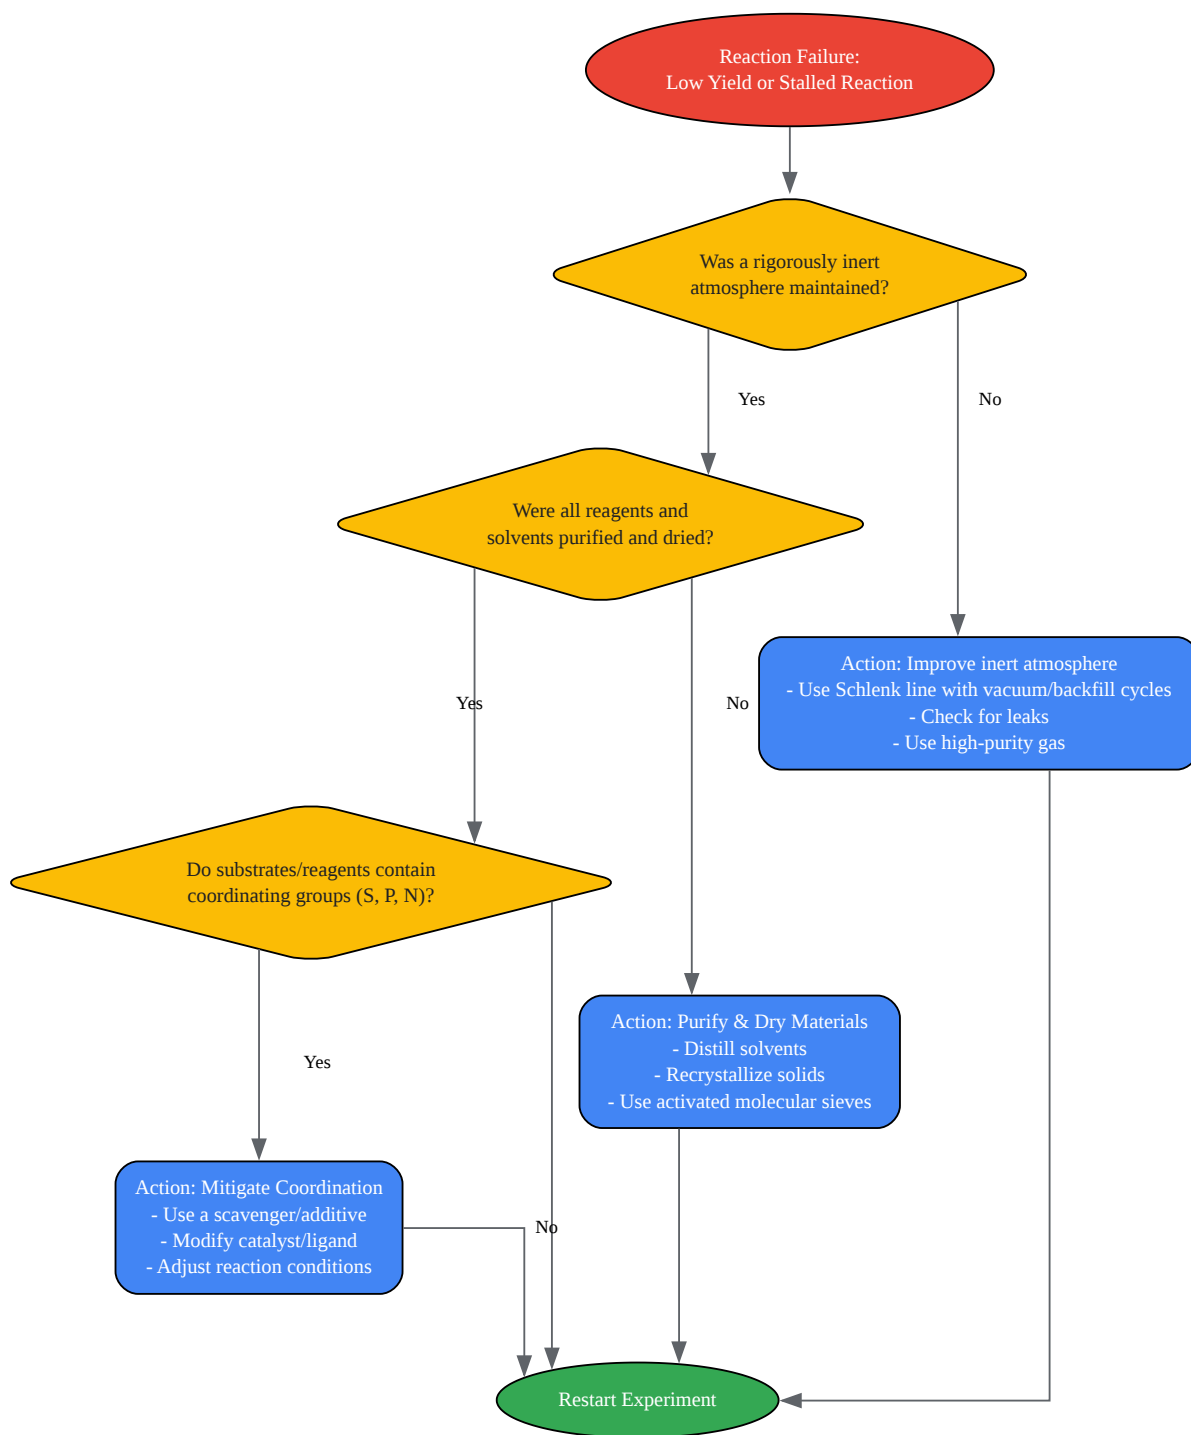 Reaction Failure:
Low Yield or Stalled Reaction
Was a rigorously inert
atmosphere maintained?
Yes
No
Were all reagents and
solvents purified and dried?
Yes
No
Action: Improve inert atmosphere
- Use Schlenk line with vacuum/backfill cycles
- Check for leaks
- Use high-purity gas
Do substrates/reagents contain
coordinating groups (S, P, N)?
Yes
No
Action: Purify & Dry Materials
- Distill solvents
- Recrystallize solids
- Use activated molecular sieves
Action: Mitigate Coordination
- Use a scavenger/additive
- Modify catalyst/ligand
- Adjust reaction conditions
Restart Experiment